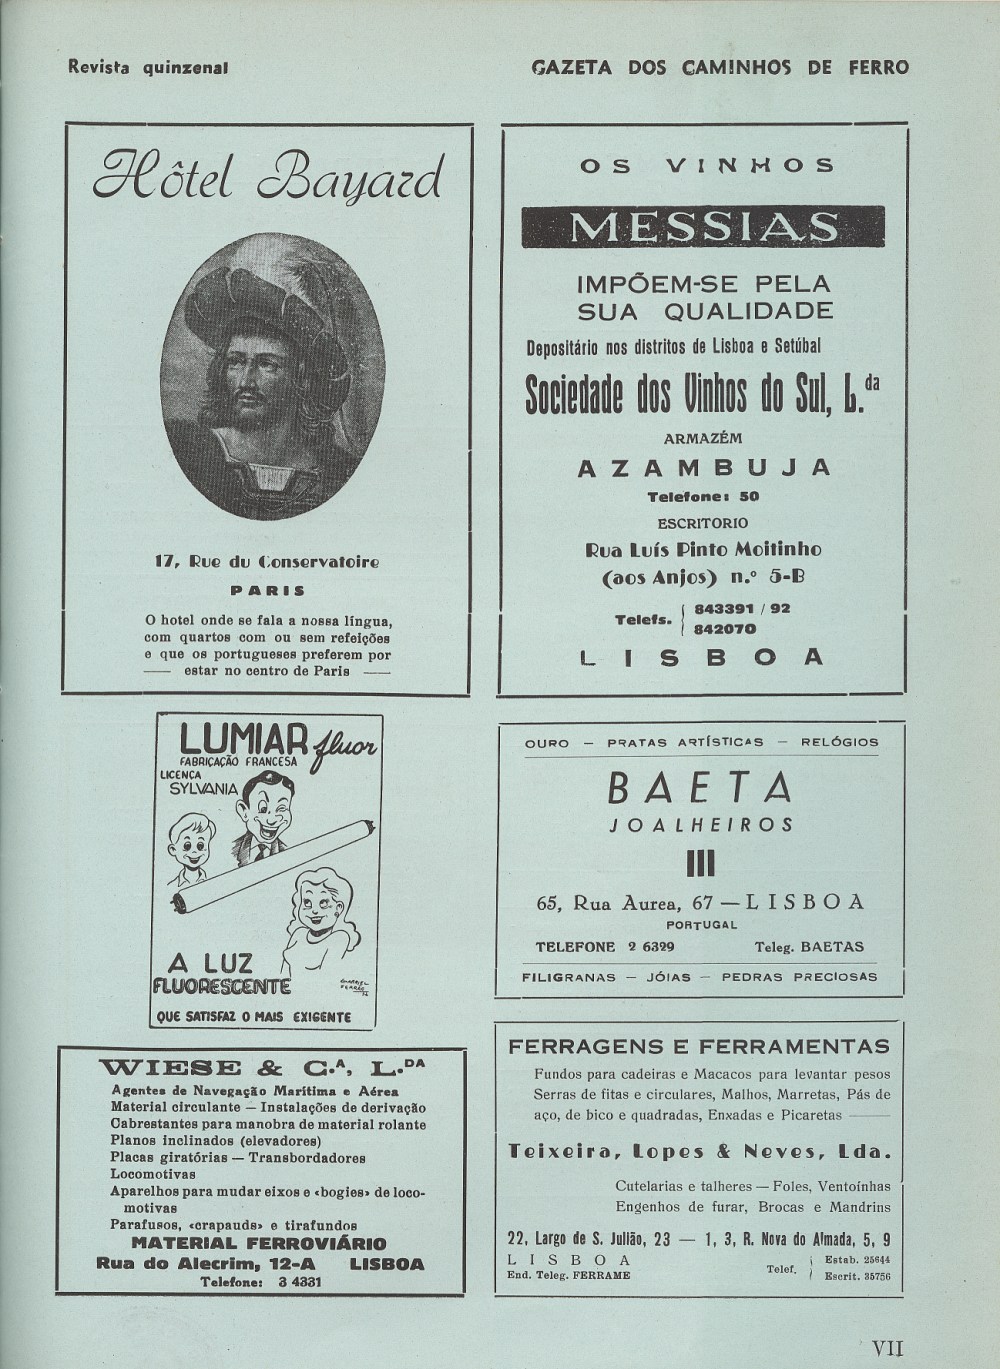 Revista quinzenal
GAZETA DOS CAMINHOS DE FERRO
Hôtel Bayard
17, Rue du Conservatoire
PARIS
O hotel onde se fala a nossa língua,
com quartos com ou sem refeições
e que os portugueses preferem por
estar no centro de Paris
OS VINHOS
MESSIAS
IMPÕEM-SE PELA
SUA QUALIDADE
Depositário nos distritos de Lisboa e Setúbal
Sociedade dos Vinhos do Sul, L.da
ARMAZÉM
AZAMBUJA
Telefone: 50
ESCRITORIO
Rua Luís Pinto Moitinho
(aos Anjos) n.º 5-B
Telefs. 843391 / 92
842070
LISBOA
LUMIAR fluor
FABRICAÇÃO FRANCESA
LICENÇA
SYLVANIA
A LUZ
FLUORESCENTE
GABRIEL
FERRÃO
QUE SATISFAZ O MAIS EXIGENTE
OURO — PRATAS ARTÍSTICAS — RELÓGIOS
BAETA
JOALHEIROS
65, Rua Aurea, 67 — LISBOA
PORTUGAL
TELEFONE 2 6329 Teleg. BAETAS
FILIGRANAS — JÓIAS — PEDRAS PRECIOSAS
WIESE & C.A, L.DA
Agentes de Navegação Marítima e Aérea
Material circulante — Instalações de derivação
Cabrestantes para manobra de material rolante
Planos inclinados (elevadores)
Placas giratórias — Transbordadores
Locomotivas
Aparelhos para mudar eixos e «bogies» de loco-
motivas
Parafusos, «crapauds» e tirafundos
MATERIAL FERROVIÁRIO
Rua do Alecrim, 12-A LISBOA
Telefone: 3 4331
FERRAGENS E FERRAMENTAS
Fundos para cadeiras e Macacos para levantar pesos
Serras de fitas e circulares, Malhos, Marretas, Pás de
aço, de bico e quadradas, Enxadas e Picaretas
Teixeira, Lopes & Neves, Lda.
Cutelarias e talheres — Foles, Ventoínhas
Engenhos de furar, Brocas e Mandrins
22, Largo de S. Julião, 23 — 1, 3, R. Nova do Almada, 5, 9
LISBOA
End. Teleg. FERRAME
Telef. Estab. 25644
Escrit. 35756
VII